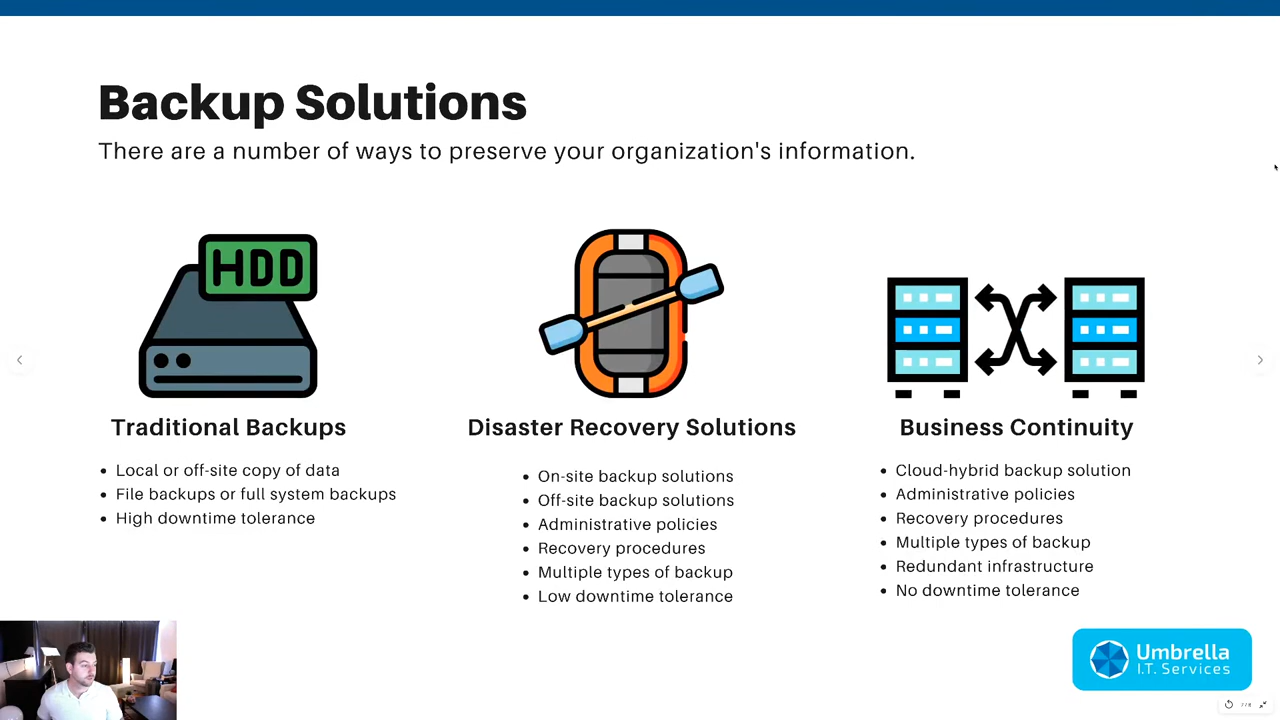 Backup Solutions
There are a number of ways to preserve your organization's information.
HDD
Traditional Backups
• Local or off-site copy of data
• File backups or full system backups
• High downtime tolerance
Disaster Recovery Solutions
• On-site backup solutions
• Off-site backup solutions
• Administrative policies
• Recovery procedures
• Multiple types of backup
• Low downtime tolerance
Business Continuity
• Cloud-hybrid backup solution
• Administrative policies
• Recovery procedures
• Multiple types of backup
• Redundant infrastructure
• No downtime tolerance
Umbrella
I.T. Services
7/8